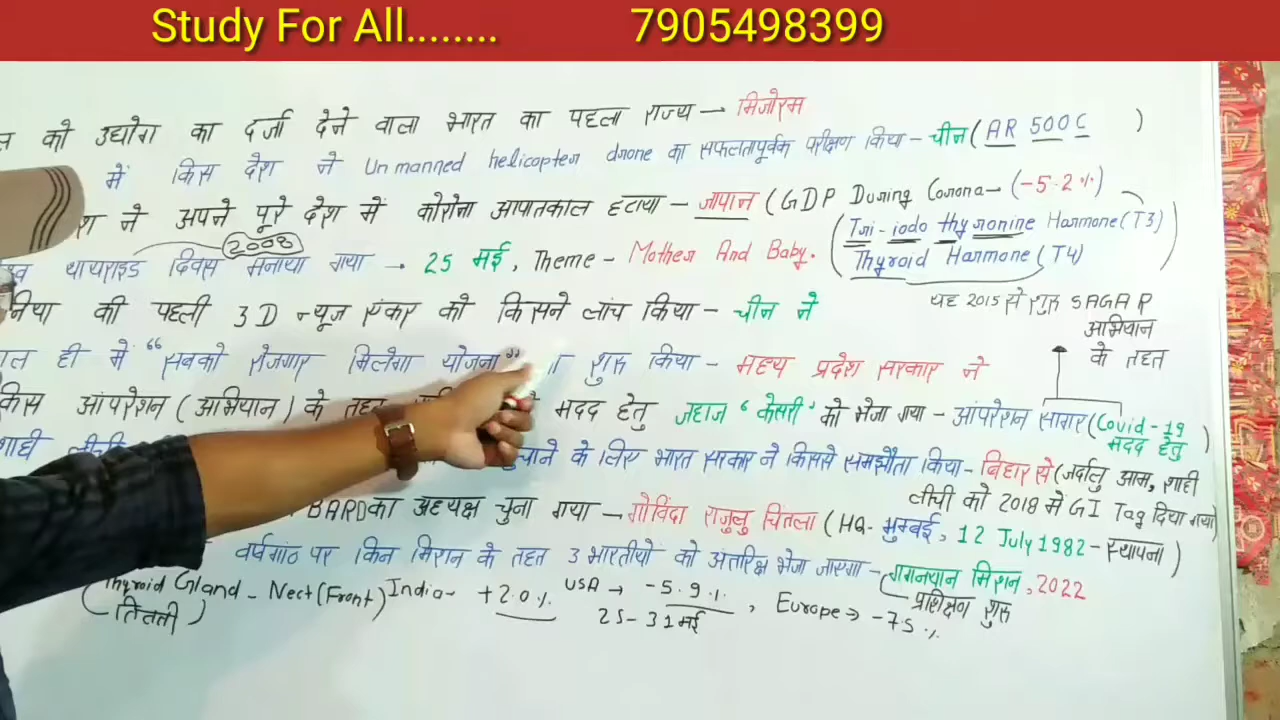 Study For All........ 7905498399
को उद्योग का दर्जा देने वाला भारत का पहला राज्य → मिजोरम
में किस देश ने Unmanned helicopter drone का सफलतापूर्वक परीक्षण किया - चीन (AR 500C )
ने अपने पूरे देश में कोरोना आपातकाल हटाया - जापान (GDP During Corona- (-5.2%)
2008
थायराइड दिवस मनाया गया → 25 मई, Theme - Mother And Baby. (Tri-iodo thyronine Harmone (T3)
Thyroid Harmone (T4)
की पहली 3D न्यूज एंकर को किसने लांच किया - चीन ने
यह 2015 से शुरू SAGAR
अभियान
के तहत
ही में “सबको रोजगार मिलेगा योजना” शुरू किया - मध्य प्रदेश सरकार ने
किस ऑपरेशन (अभियान) के तहत मदद हेतु जहाज ‘केसरी’ को भेजा गया - ऑपरेशन सागर (Covid-19
मदद हेतु )
शाही के लिए भारत सरकार ने किससे समझौता किया - बिहार से (जर्दालु आम, शाही
लीची को 2018 में GI Tag दिया गया)
BARD का अध्यक्ष चुना गया - गोविंदा राजुलु चिंतला (HQ- मुम्बई, 12 July 1982 - स्थापना)
वर्षगांठ पर किन मिशन के तहत 3 भारतीयों को अंतरिक्ष भेजा जाएगा - (गगनयान मिशन, 2022
प्रशिक्षण शुरू
(Thyroid Gland - Nect (Front) India - +2.0% USA → -5.9%, Europe → -7.5%
तितली) 25-31 मई